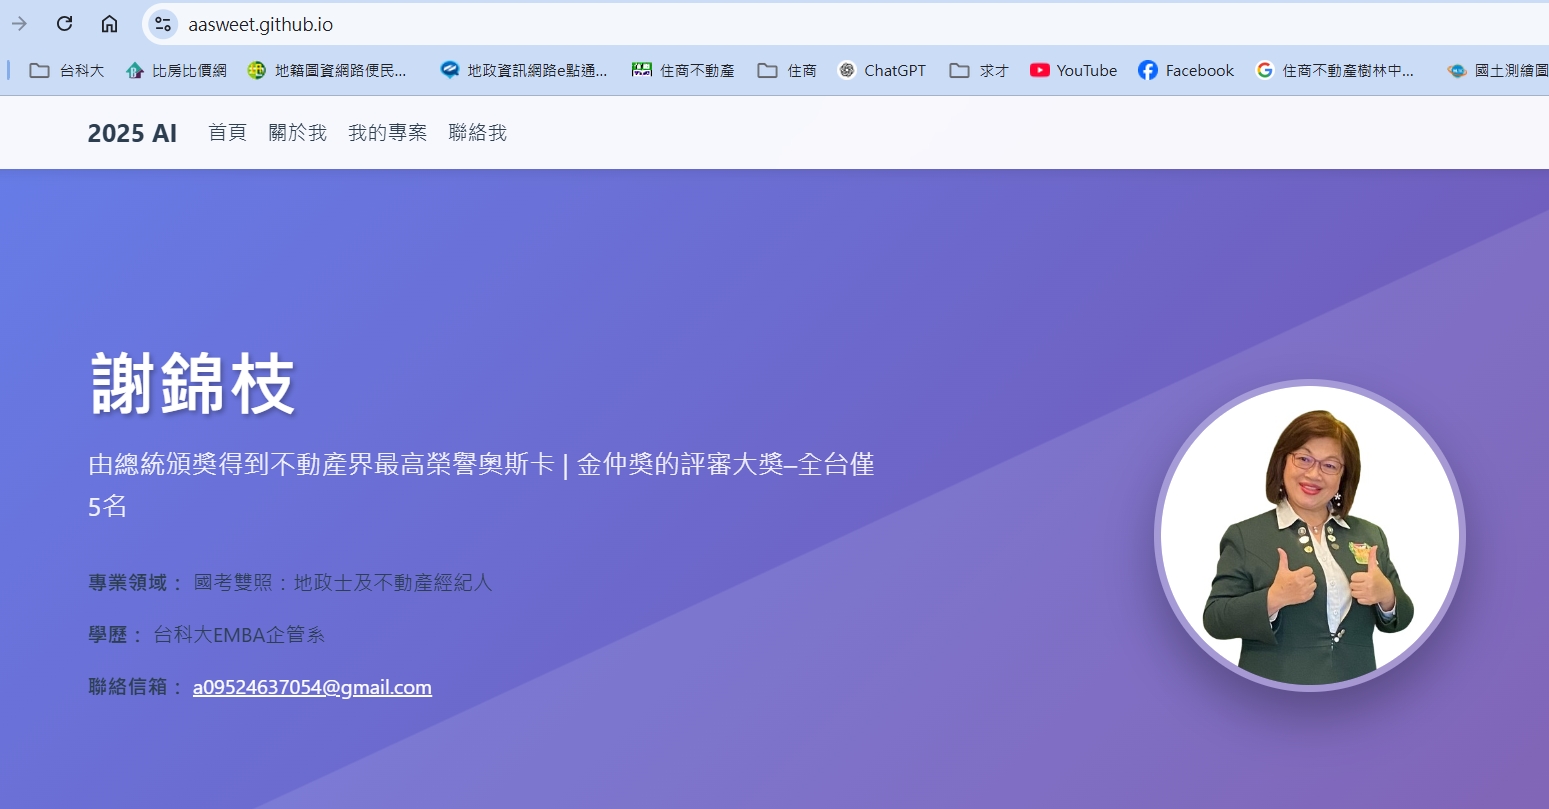 aasweet.github.io
台科大 比房比價網 地籍圖資網路便民... 地政資訊網路e點通... 住商不動產 住商 ChatGPT 求才 YouTube Facebook 住商不動產樹林中... 國土測繪圖
2025 AI 首頁 關於我 我的專案 聯絡我
謝錦枝
由總統頒獎得到不動產界最高榮譽奧斯卡 | 金仲獎的評審大獎–全台僅
5名
專業領域： 國考雙照：地政士及不動產經紀人
學歷： 台科大EMBA企管系
聯絡信箱： a09524637054@gmail.com